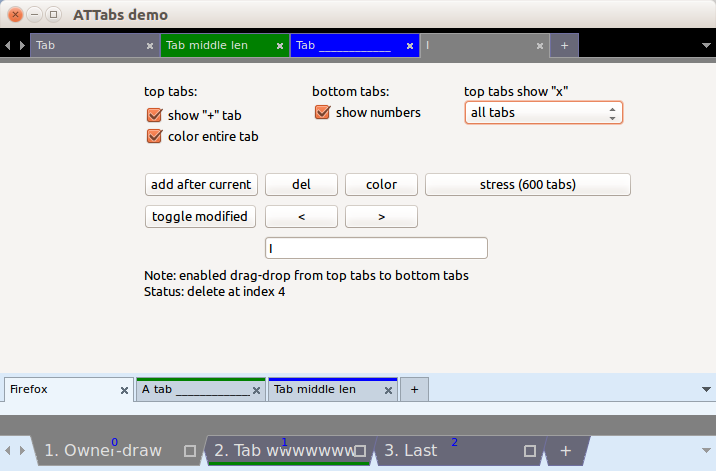 ATTabs demo
Tab Tab middle len Tab ____________ I +
top tabs: bottom tabs: top tabs show "x"
show "+" tab show numbers all tabs
color entire tab
add after current del color stress (600 tabs)
toggle modified < >
I
Note: enabled drag-drop from top tabs to bottom tabs
Status: delete at index 4
Firefox A tab ____________ Tab middle len +
0 1 2
1. Owner-draw 2. Tab wwwwwww 3. Last +